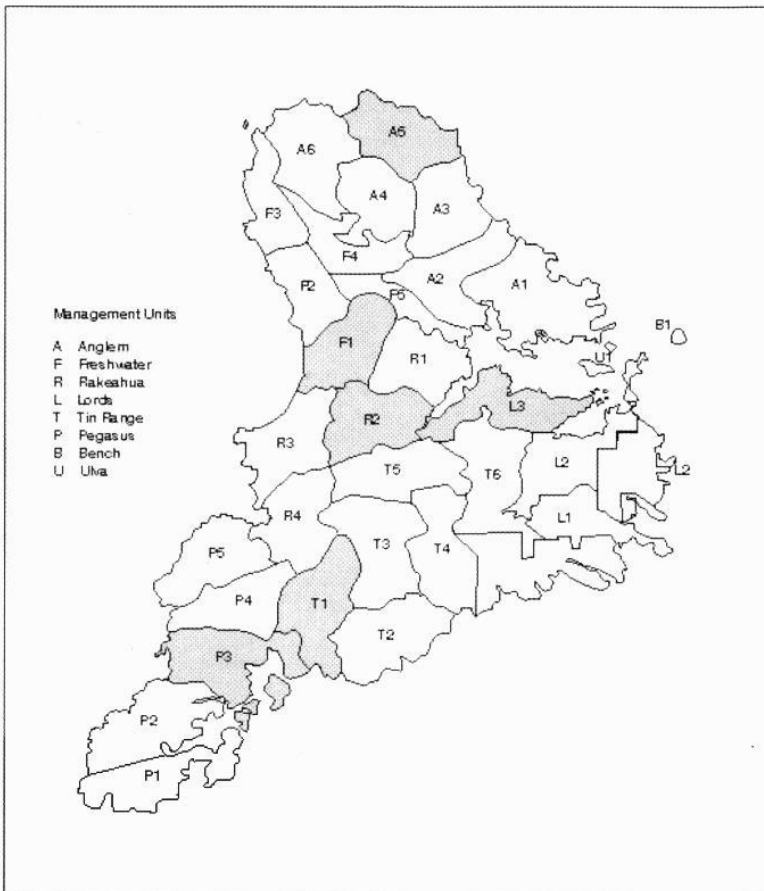 A5
A6
A4
A3
F3
F4
A2
A1
F2
F5
B1
Management Units
A Anglem
F Freshwater
R Rakeahua
L Lords
T Tin Range
P Pegasus
B Bench
U Ulva
F1
R1
U1
L3
R2
R3
T5
T6
L2
L2
R4
L1
P5
T3
T4
P4
T1
T2
P3
P2
P1